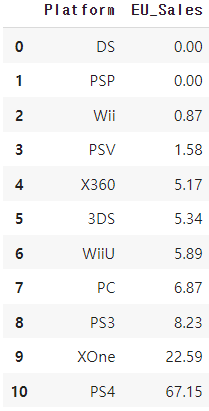 Platform EU_Sales
0 DS 0.00
1 PSP 0.00
2 Wii 0.87
3 PSV 1.58
4 X360 5.17
5 3DS 5.34
6 WiiU 5.89
7 PC 6.87
8 PS3 8.23
9 XOne 22.59
10 PS4 67.15